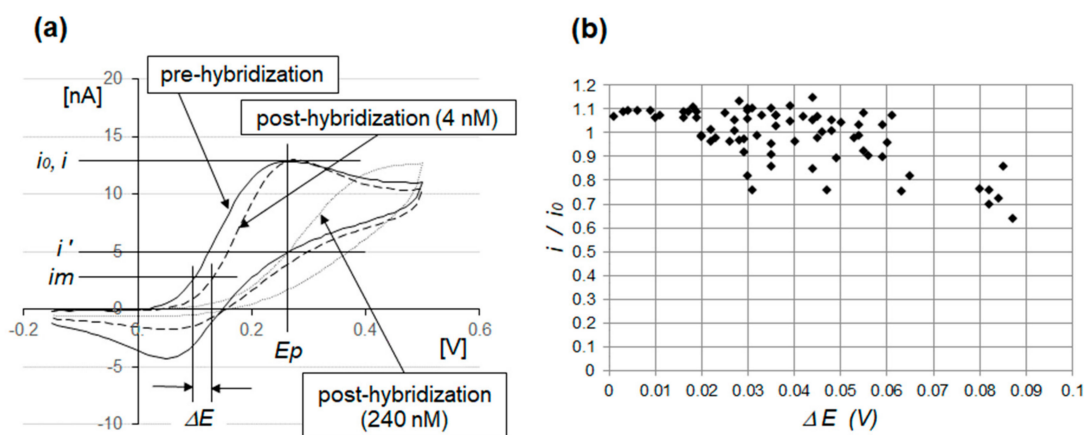 (a)
pre-hybridization
20
[nA]
15
post-hybridization (4 nM)
i0, i
10
i '
5
im
0
-0.2
0.
0.2
0.4
0.6
[V]
Ep
-5
post-hybridization
(240 nM)
ΔE
-10
(b)
1.2
1.1
1
0.9
0.8
0.7
0.6
0.5
0.4
0.3
0.2
0.1
0
i / i0
0 0.01 0.02 0.03 0.04 0.05 0.06 0.07 0.08 0.09 0.1
ΔE (V)